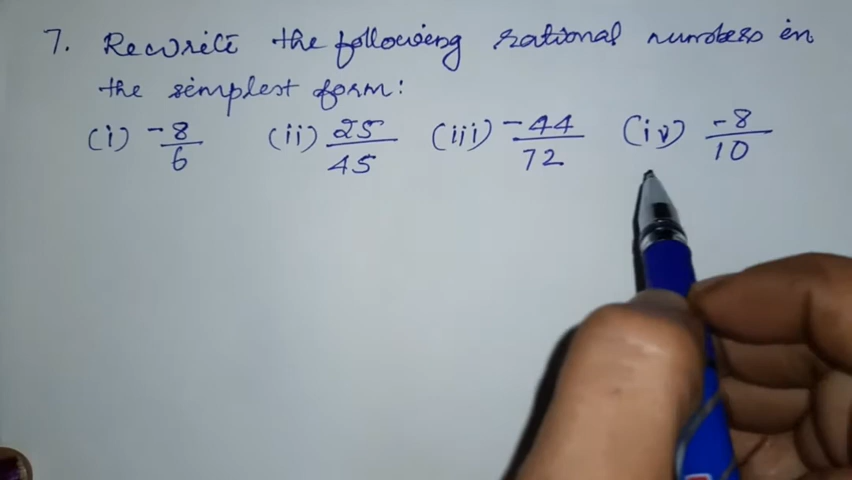 7. Rewrite the following rational numbers in
the simplest form:
(i) -8/6 (ii) 25/45 (iii) -44/72 (iv) -8/10